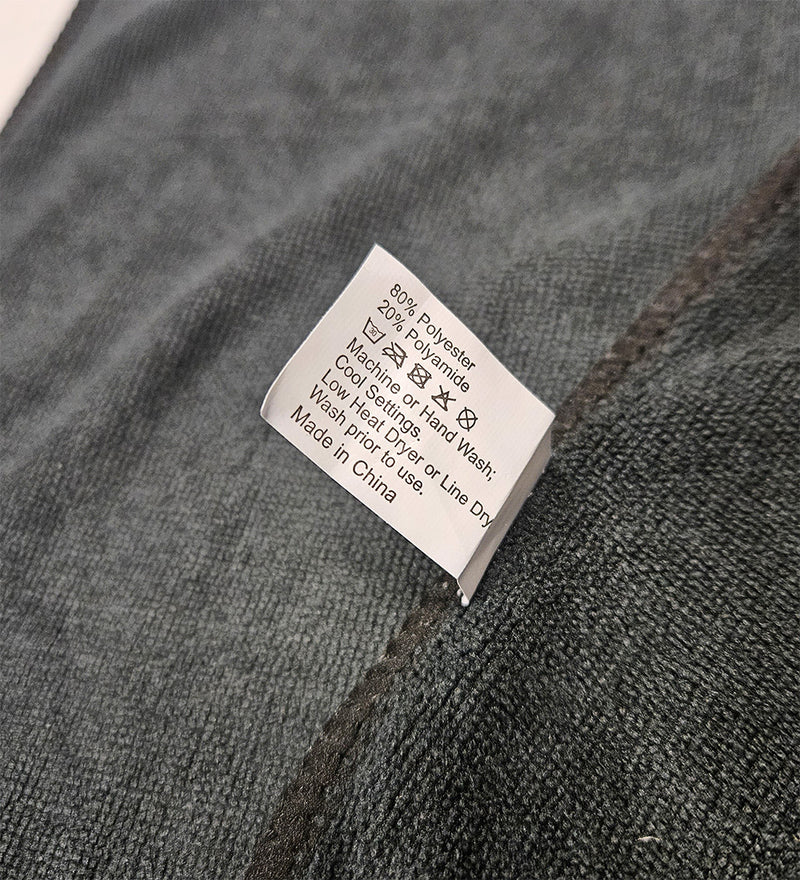 80% Polyester
20% Polyamide
30
Machine or Hand Wash;
Cool Settings.
Low Heat Dryer or Line Dry
Wash prior to use.
Made in China